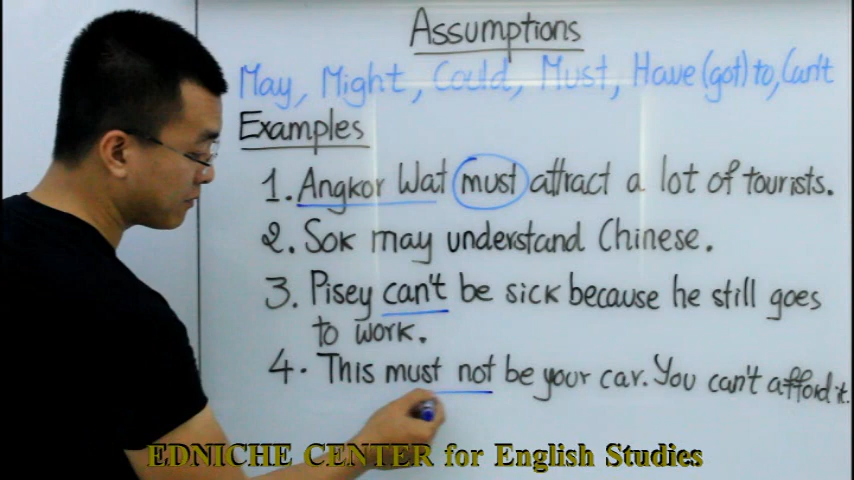 Assumptions
May, Might, Could, Must, Have (got) to, Can't
Examples
1. Angkor Wat must attract a lot of tourists.
2. Sok may understand Chinese.
3. Pisey can't be sick because he still goes
to work.
4. This must not be your car. You can't afford it.
EDNICHE CENTER for English Studies